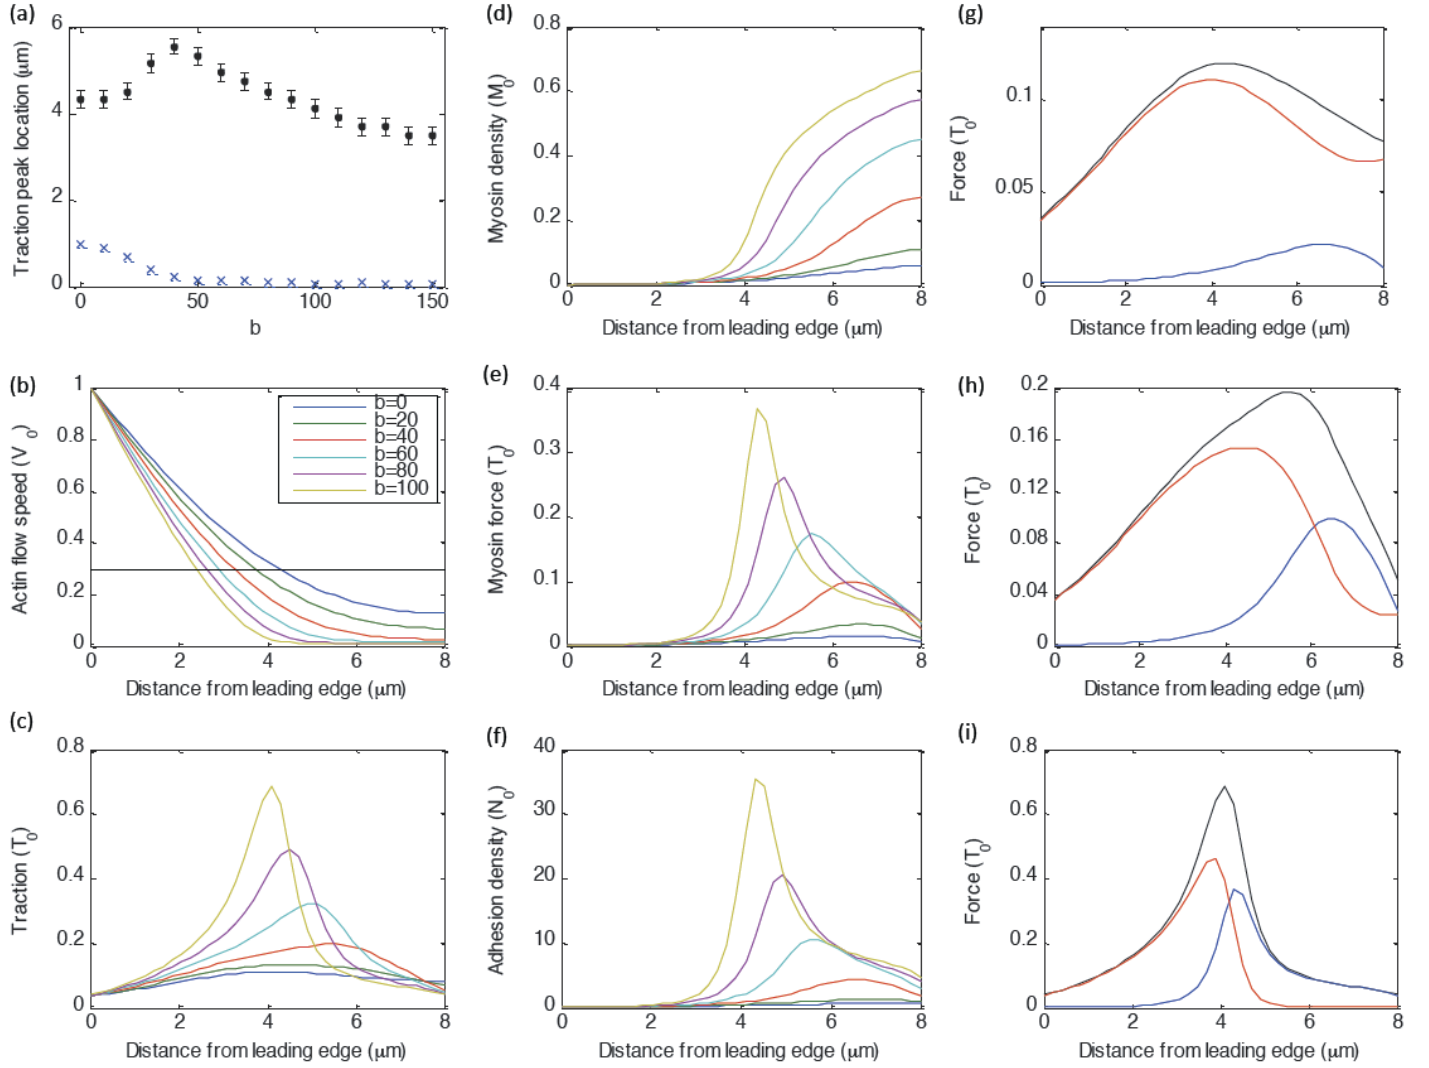 (a)
6
4
2
0
Traction peak location (μm)
0 50 100 150
b
(b)
1
0.8
0.6
0.4
0.2
0
Actin flow speed (V0)
b=0
b=20
b=40
b=60
b=80
b=100
0 2 4 6 8
Distance from leading edge (μm)
(c)
0.8
0.6
0.4
0.2
0
Traction (T0)
0 2 4 6 8
Distance from leading edge (μm)
(d)
0.8
0.6
0.4
0.2
0
Myosin density (M0)
0 2 4 6 8
Distance from leading edge (μm)
(e)
0.4
0.3
0.2
0.1
0
Myosin force (T0)
0 2 4 6 8
Distance from leading edge (μm)
(f)
40
30
20
10
0
Adhesion density (N0)
0 2 4 6 8
Distance from leading edge (μm)
(g)
0.1
0.05
0
Force (T0)
0 2 4 6 8
Distance from leading edge (μm)
(h)
0.2
0.16
0.12
0.08
0.04
0
Force (T0)
0 2 4 6 8
Distance from leading edge (μm)
(i)
0.8
0.6
0.4
0.2
0
Force (T0)
0 2 4 6 8
Distance from leading edge (μm)